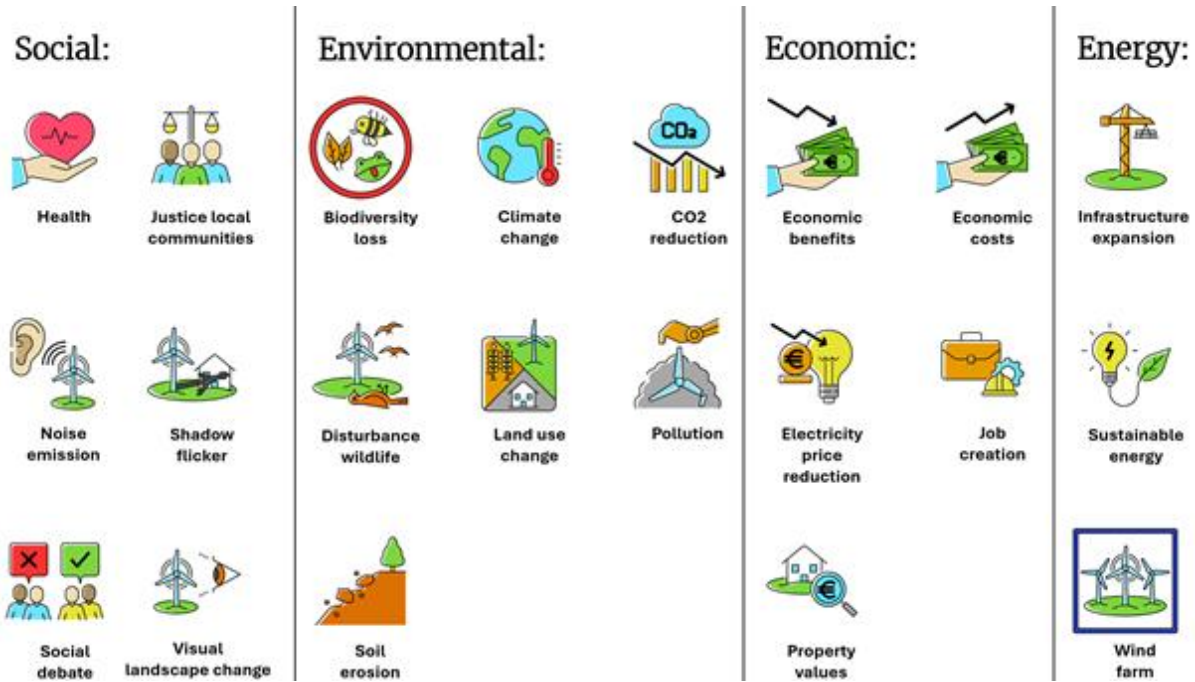 Social:
Health
Justice local
communities
Noise
emission
Shadow
flicker
Social
debate
Visual
landscape change
Environmental:
Biodiversity
loss
Climate
change
CO₂
CO2
reduction
Disturbance
wildlife
Land use
change
Pollution
Soil
erosion
Economic:
€
Economic
benefits
€
Economic
costs
€
Electricity
price
reduction
Job
creation
€
Property
values
Energy:
Infrastructure
expansion
Sustainable
energy
Wind
farm